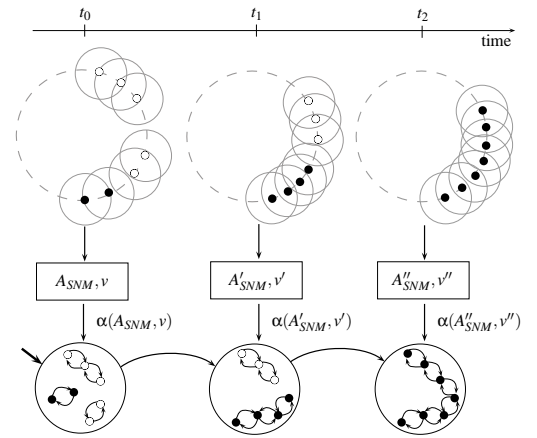 t0 t1 t2
time
A_SNM, v A'_SNM, v' A''_SNM, v''
α(A_SNM, v) α(A'_SNM, v') α(A''_SNM, v'')